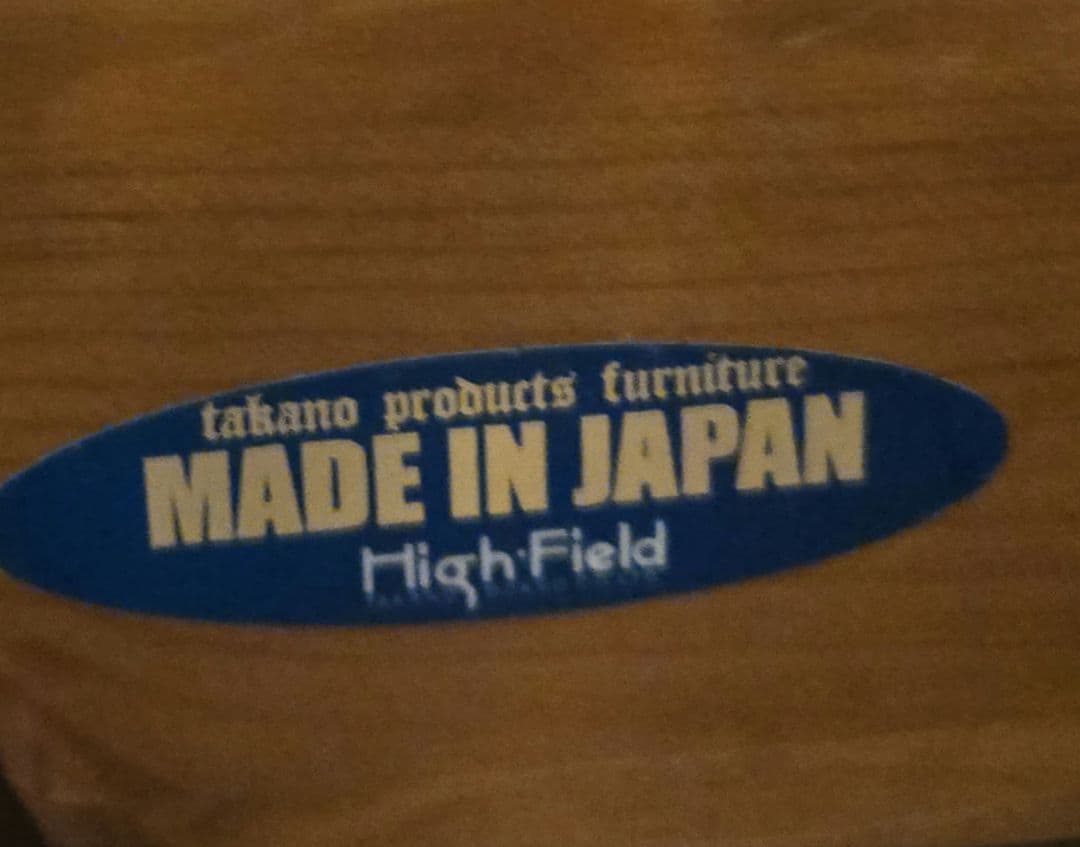 takano products furniture
MADE IN JAPAN
High·Field